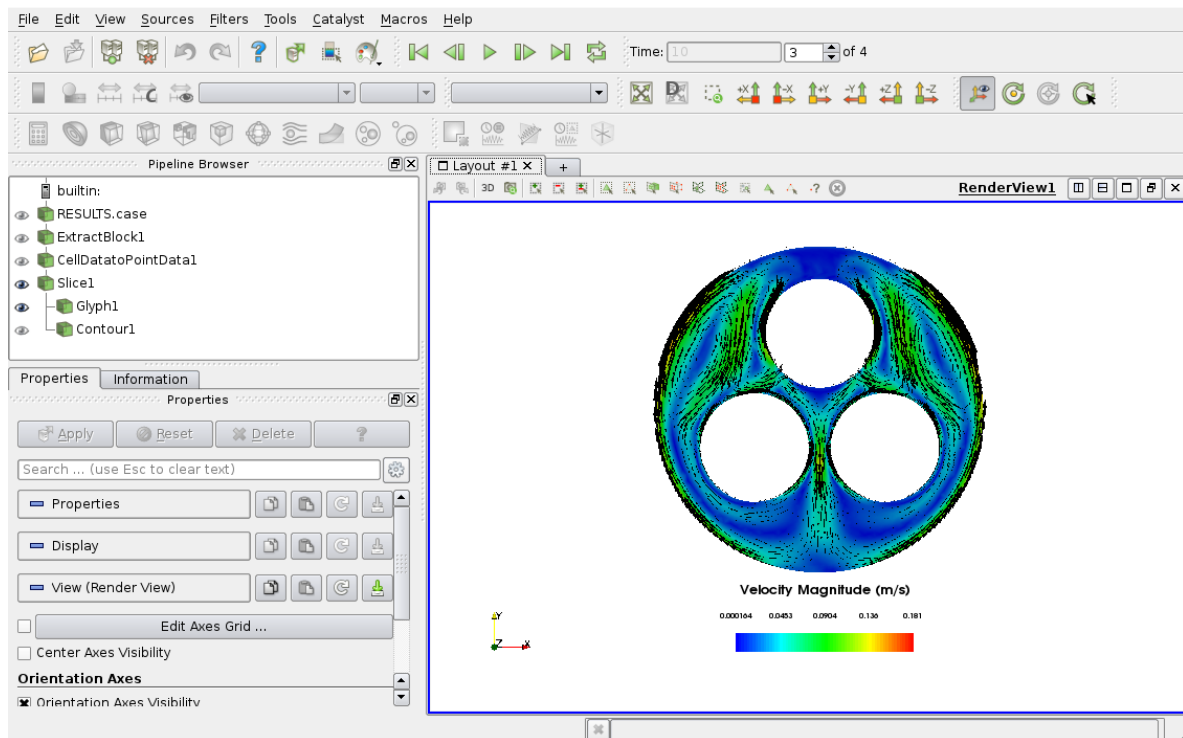 File Edit View Sources Filters Tools Catalyst Macros Help
Time: 10 3 of 4
+X -X +Y -Y +Z -Z
Pipeline Browser
builtin:
RESULTS.case
ExtractBlock1
CellDatatoPointData1
Slice1
Glyph1
Contour1
Properties Information
Properties
Apply Reset Delete ?
Search ... (use Esc to clear text)
Properties
Display
View (Render View)
Edit Axes Grid ...
Center Axes Visibility
Orientation Axes
Orientation Axes Visibility
Layout #1 +
3D RenderView1
Velocity Magnitude (m/s)
0.000164 0.0453 0.0904 0.136 0.181
Y
Z X